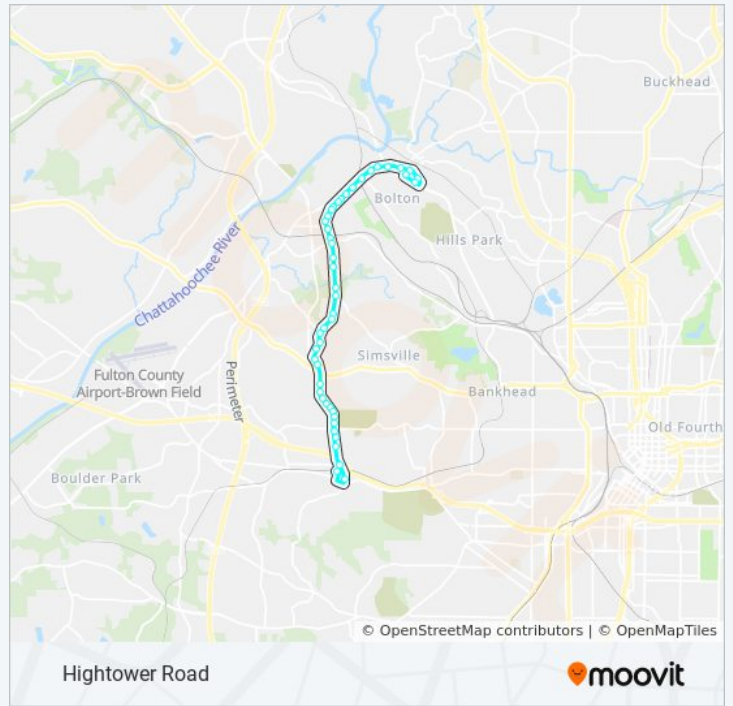 Buckhead
Bolton
Hills Park
Chattahoochee River
Simsville
Fulton County
Airport-Brown Field
Perimeter
Bankhead
Old Fourth
Boulder Park
© OpenStreetMap contributors | © OpenMapTiles
Hightower Road
moovit